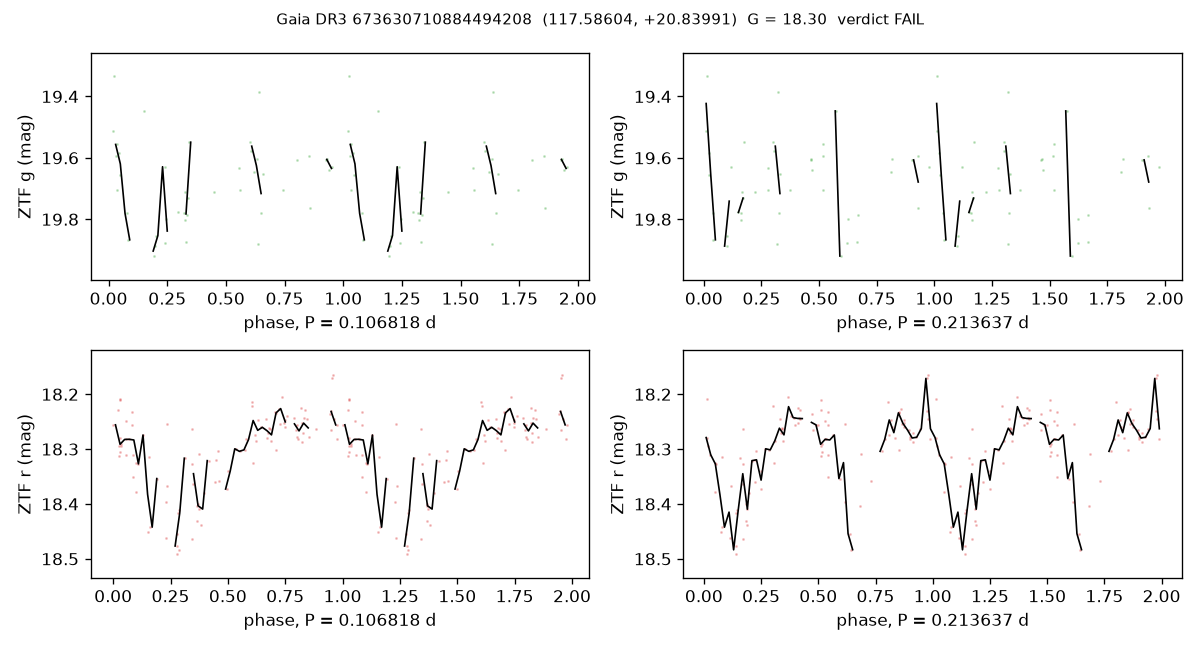 Gaia DR3 673630710884494208 (117.58604, +20.83991) G = 18.30 verdict FAIL
ZTF g (mag)
19.4
19.6
19.8
0.00 0.25 0.50 0.75 1.00 1.25 1.50 1.75 2.00
phase, P = 0.106818 d
ZTF g (mag)
19.4
19.6
19.8
0.00 0.25 0.50 0.75 1.00 1.25 1.50 1.75 2.00
phase, P = 0.213637 d
ZTF r (mag)
18.2
18.3
18.4
18.5
0.00 0.25 0.50 0.75 1.00 1.25 1.50 1.75 2.00
phase, P = 0.106818 d
ZTF r (mag)
18.2
18.3
18.4
18.5
0.00 0.25 0.50 0.75 1.00 1.25 1.50 1.75 2.00
phase, P = 0.213637 d